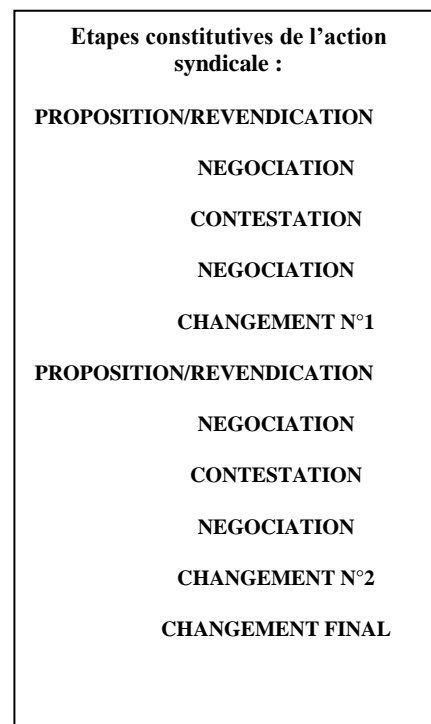 Etapes constitutives de l’action
syndicale :
PROPOSITION/REVENDICATION
NEGOCIATION
CONTESTATION
NEGOCIATION
CHANGEMENT N°1
PROPOSITION/REVENDICATION
NEGOCIATION
CONTESTATION
NEGOCIATION
CHANGEMENT N°2
CHANGEMENT FINAL